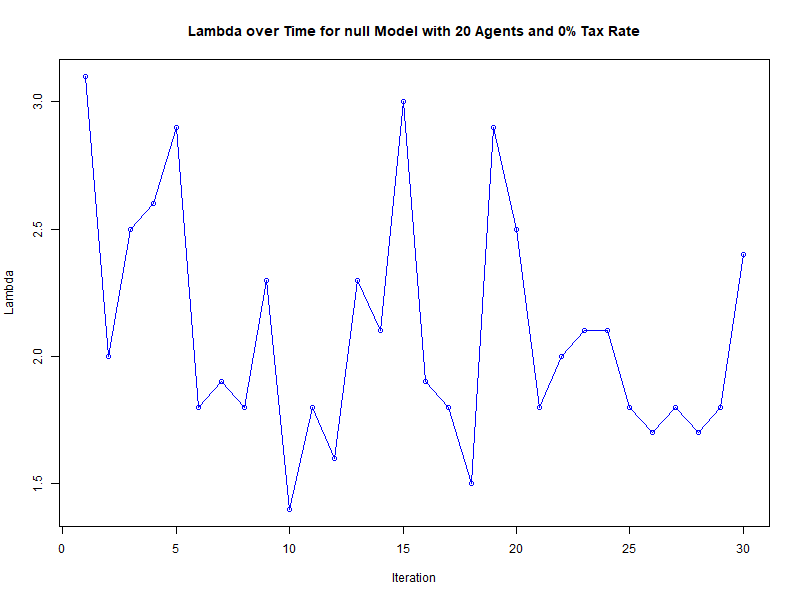 Lambda over Time for null Model with 20 Agents and 0% Tax Rate
3.0
2.5
2.0
1.5
Lambda
0 5 10 15 20 25 30
Iteration